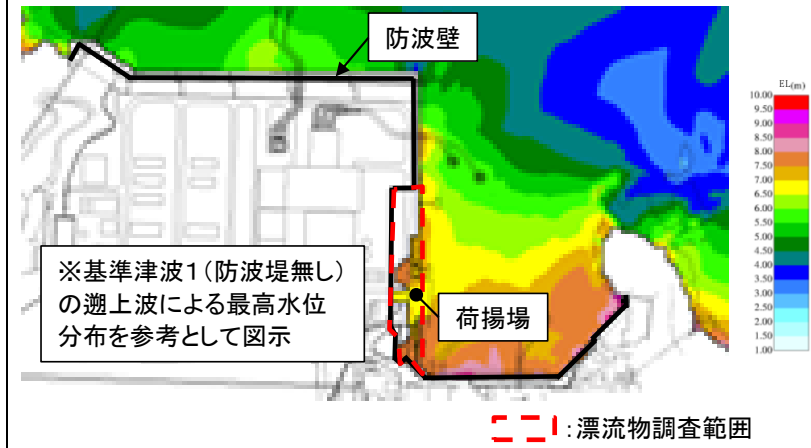 防波壁
EL(m)
10.00
9.50
9.00
8.50
8.00
7.50
7.00
6.50
6.00
5.50
5.00
4.50
4.00
3.50
3.00
2.50
2.00
1.50
1.00
※基準津波1（防波堤無し）
の遡上波による最高水位
分布を参考として図示
荷揚場
：漂流物調査範囲